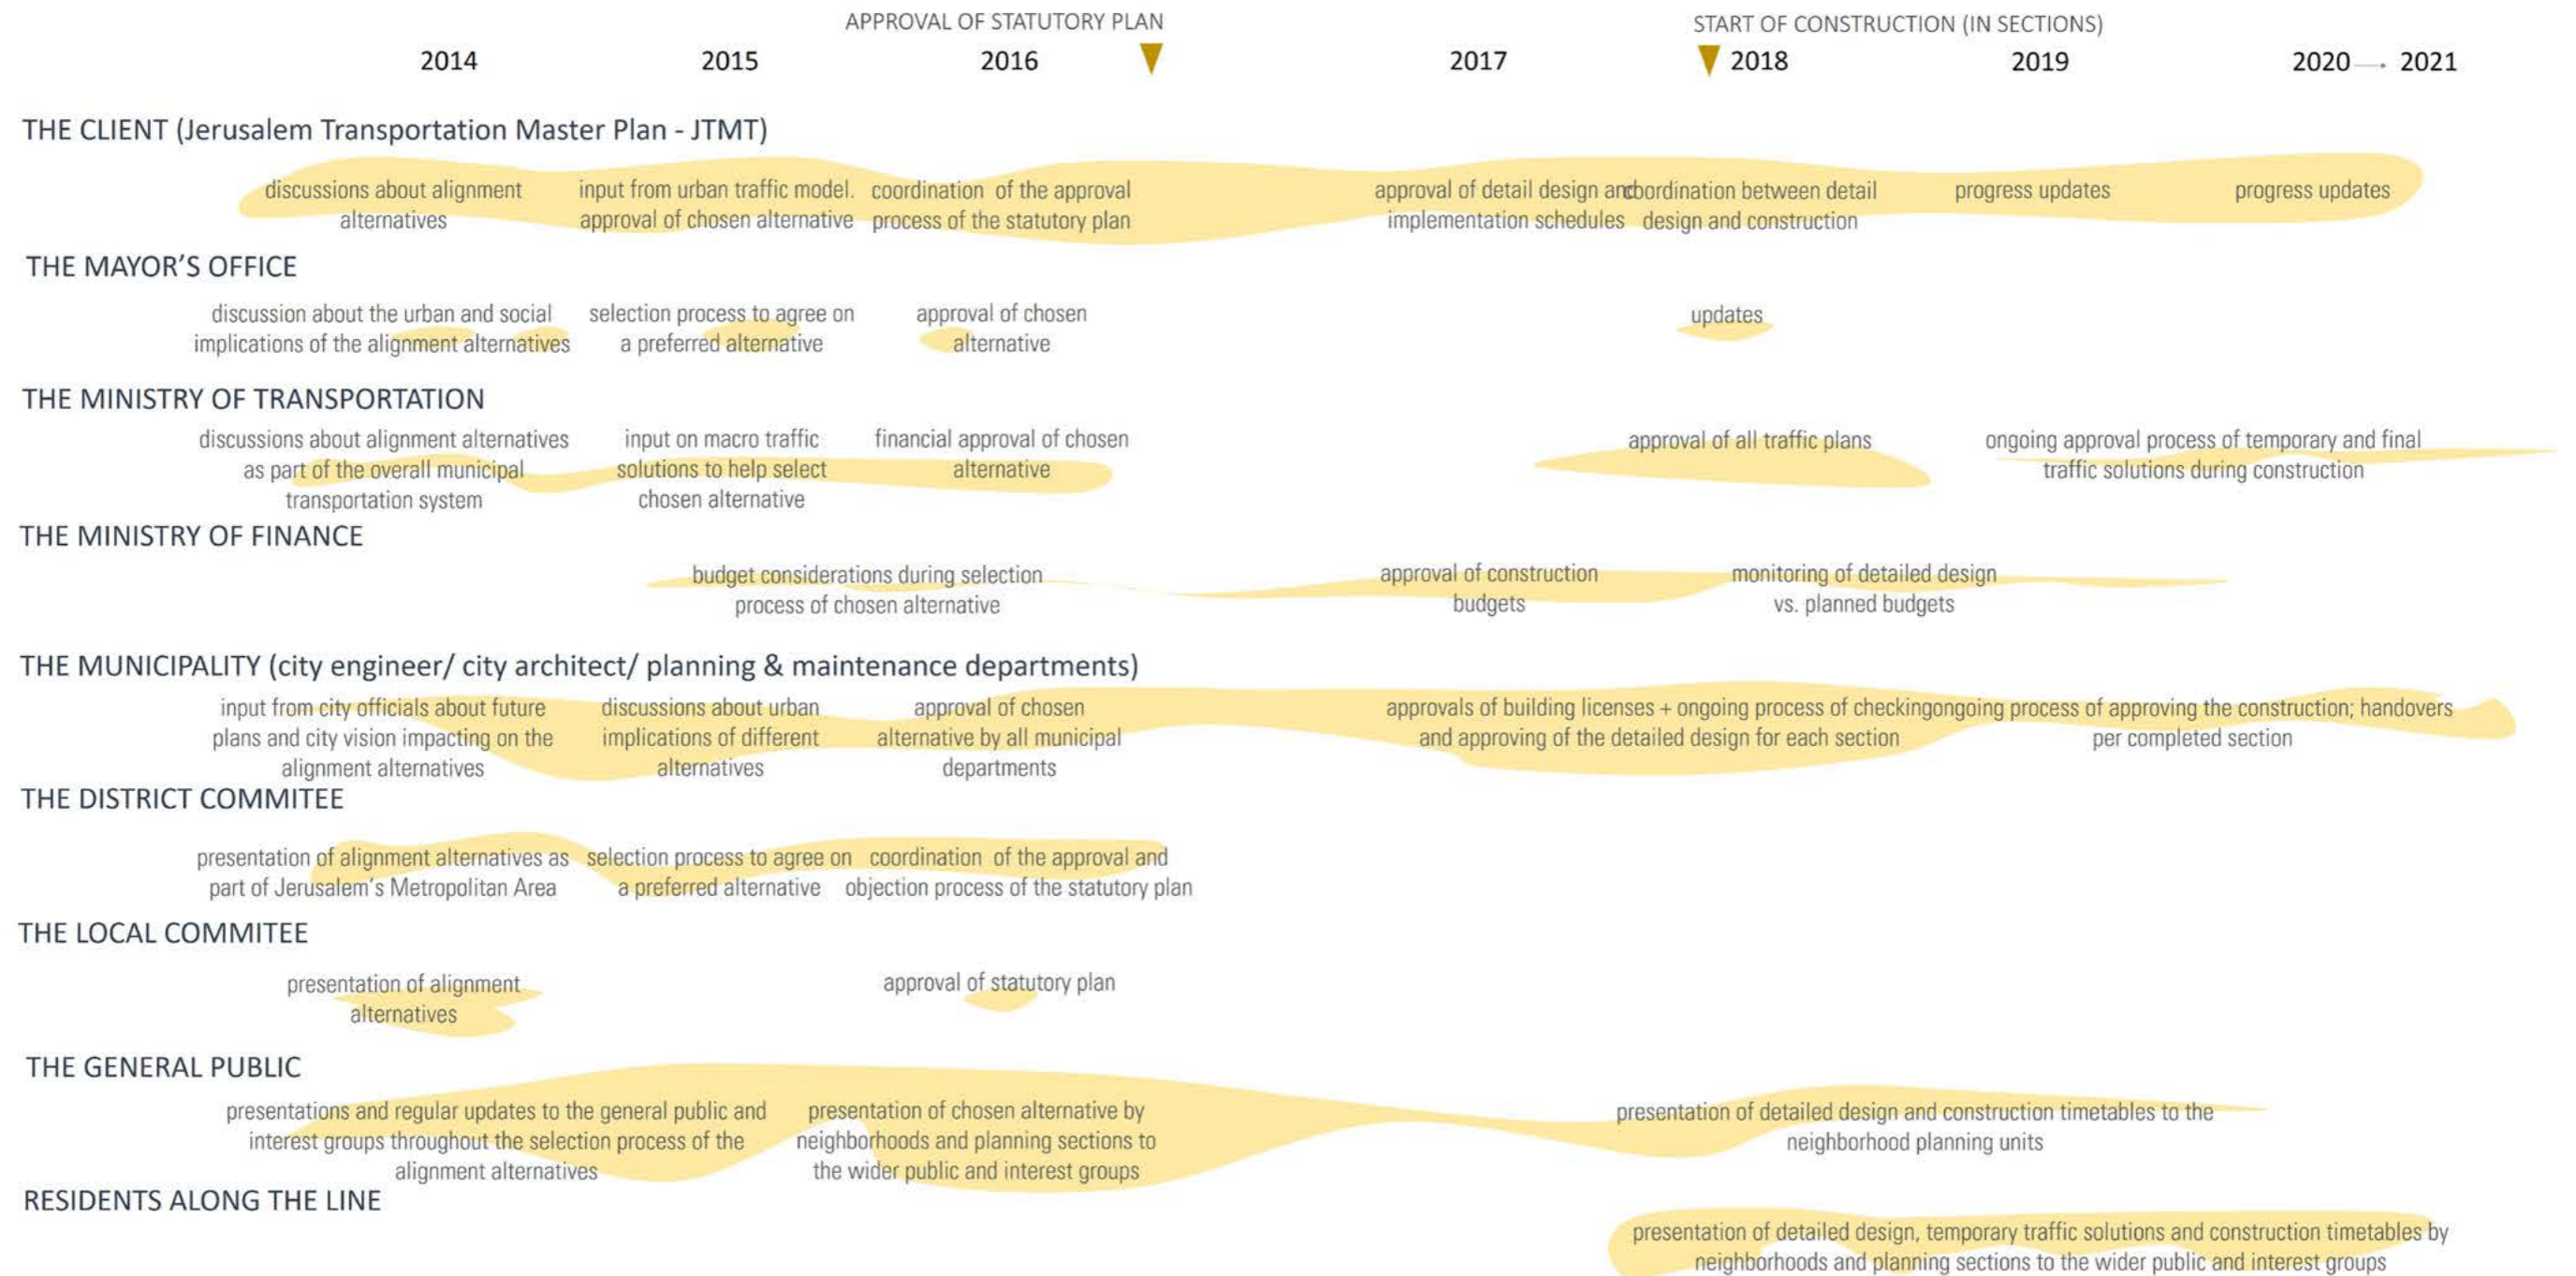 APPROVAL OF STATUTORY PLAN
START OF CONSTRUCTION (IN SECTIONS)
2014 2015 2016 2017 2018 2019 2020 → 2021
THE CLIENT (Jerusalem Transportation Master Plan - JTMT)
discussions about alignment
alternatives
input from urban traffic model.
approval of chosen alternative
coordination of the approval
process of the statutory plan
approval of detail design and
implementation schedules
coordination between detail
design and construction
progress updates
progress updates
THE MAYOR'S OFFICE
discussion about the urban and social
implications of the alignment alternatives
selection process to agree on
a preferred alternative
approval of chosen
alternative
updates
THE MINISTRY OF TRANSPORTATION
discussions about alignment alternatives
as part of the overall municipal
transportation system
input on macro traffic
solutions to help select
chosen alternative
financial approval of chosen
alternative
approval of all traffic plans
ongoing approval process of temporary and final
traffic solutions during construction
THE MINISTRY OF FINANCE
budget considerations during selection
process of chosen alternative
approval of construction
budgets
monitoring of detailed design
vs. planned budgets
THE MUNICIPALITY (city engineer/ city architect/ planning & maintenance departments)
input from city officials about future
plans and city vision impacting on the
alignment alternatives
discussions about urban
implications of different
alternatives
approval of chosen
alternative by all municipal
departments
approvals of building licenses + ongoing process of checking
and approving of the detailed design for each section
ongoing process of approving the construction; handovers
per completed section
THE DISTRICT COMMITEE
presentation of alignment alternatives as
part of Jerusalem's Metropolitan Area
selection process to agree on
a preferred alternative
coordination of the approval and
objection process of the statutory plan
THE LOCAL COMMITEE
presentation of alignment
alternatives
approval of statutory plan
THE GENERAL PUBLIC
presentations and regular updates to the general public and
interest groups throughout the selection process of the
alignment alternatives
presentation of chosen alternative by
neighborhoods and planning sections to
the wider public and interest groups
presentation of detailed design and construction timetables to the
neighborhood planning units
RESIDENTS ALONG THE LINE
presentation of detailed design, temporary traffic solutions and construction timetables by
neighborhoods and planning sections to the wider public and interest groups